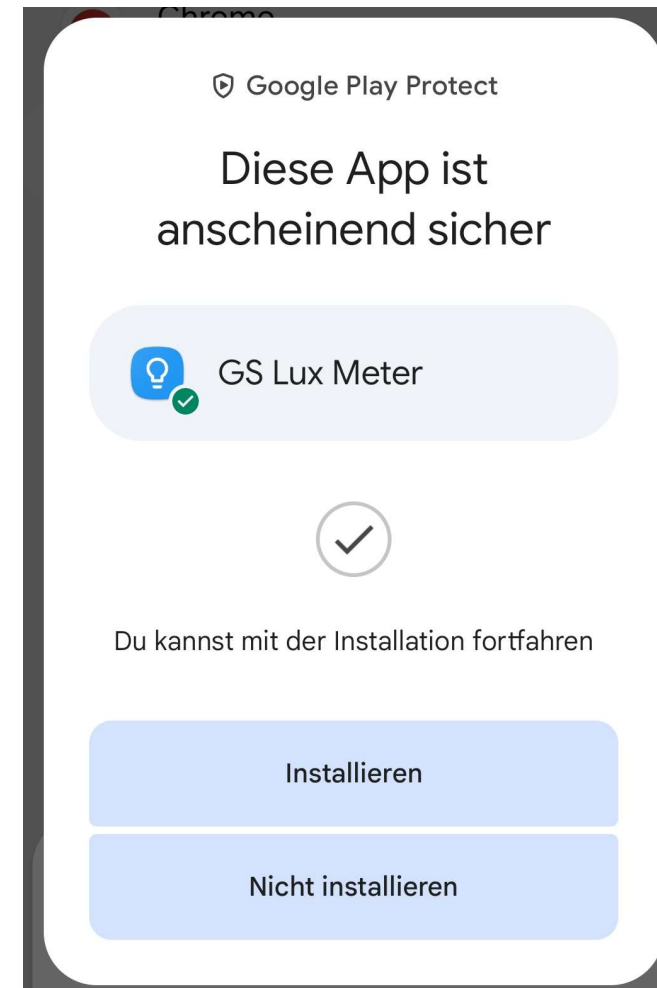 Chrome
Google Play Protect
Diese App ist
anscheinend sicher
GS Lux Meter
Du kannst mit der Installation fortfahren
Installieren
Nicht installieren